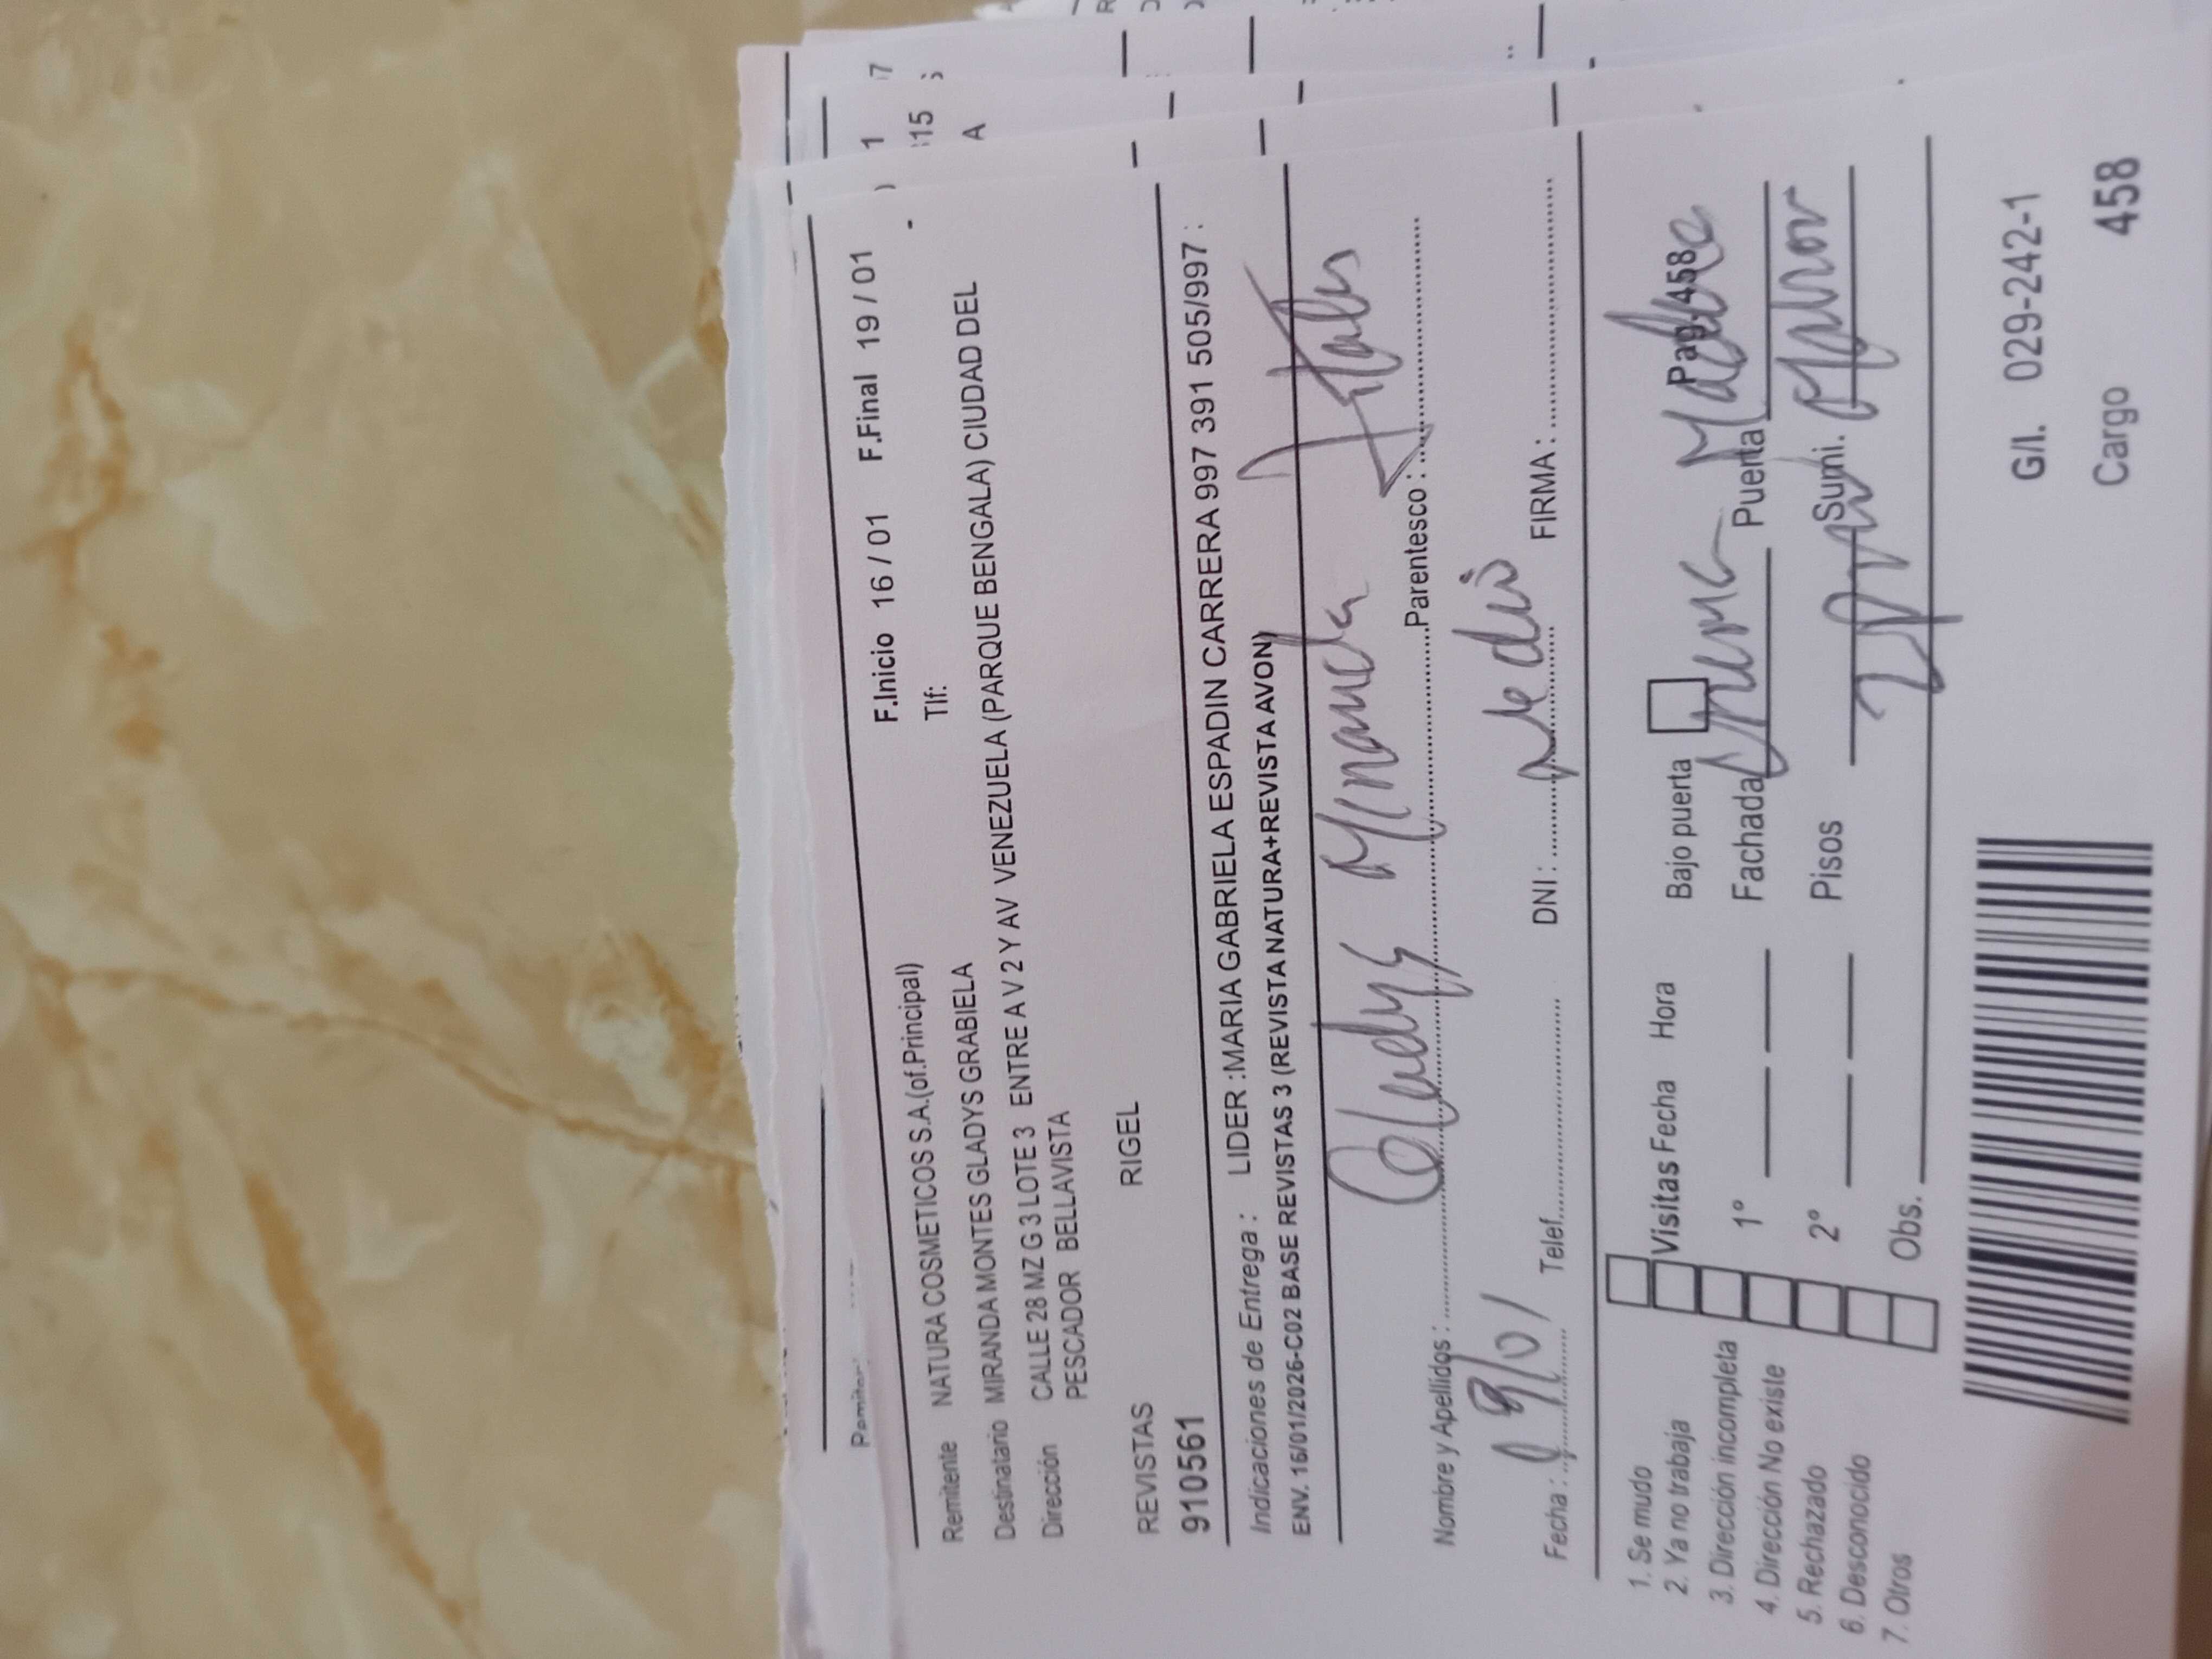 F.Inicio 16 / 01 F.Final 19 / 01
Remitente NATURA COSMETICOS S.A.(of.Principal) Tlf: -
Destinatario MIRANDA MONTES GLADYS GRABIELA
Dirección CALLE 28 MZ G 3 LOTE 3 ENTRE A V 2 Y AV VENEZUELA (PARQUE BENGALA) CIUDAD DEL
PESCADOR BELLAVISTA
REVISTAS RIGEL
910561
Indicaciones de Entrega : LIDER :MARIA GABRIELA ESPADIN CARRERA 997 391 505/997 :
ENV. 16/01/2026-C02 BASE REVISTAS 3 (REVISTA NATURA+REVISTA AVON)
Nombre y Apellidos : Gladys Miranda Parentesco : Titular
Fecha : 19/01 Telef. DNI : FIRMA :
1. Se mudo
2. Ya no trabaja
3. Dirección incompleta
4. Dirección No existe
5. Rechazado
6. Desconocido
7. Otros
Visitas Fecha Hora Bajo puerta Pag-458
1° Fachada Puerta
2° Pisos Sumi.
Obs.
G/I. 029-242-1
Cargo 458